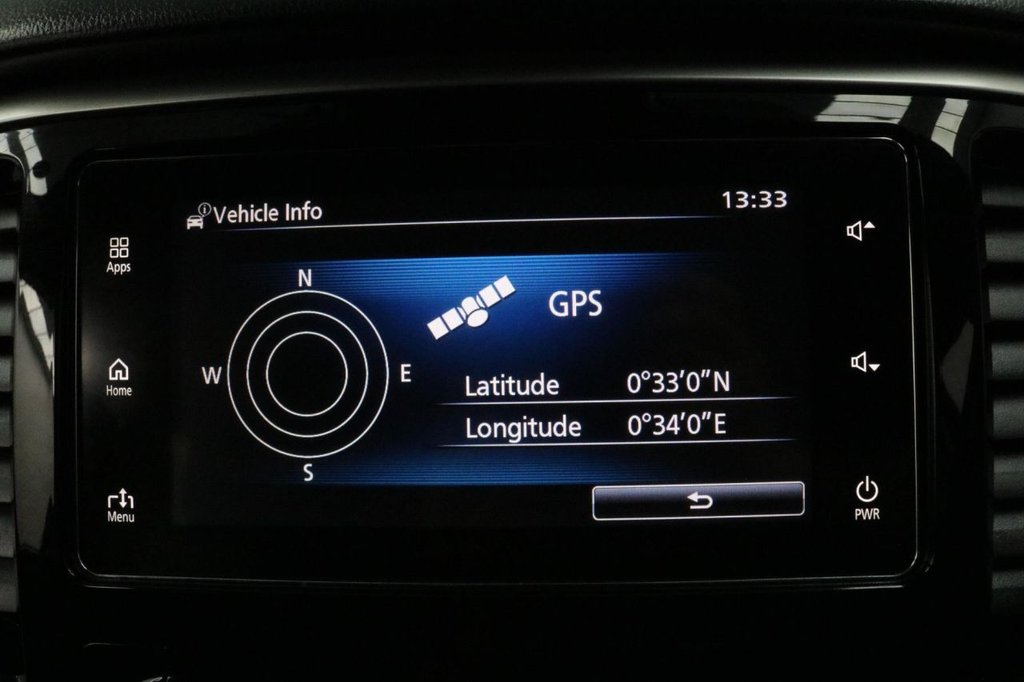 Vehicle Info
13:33
Apps
N
GPS
W
E
Home
Latitude 0°33'0"N
Longitude 0°34'0"E
S
Menu
PWR